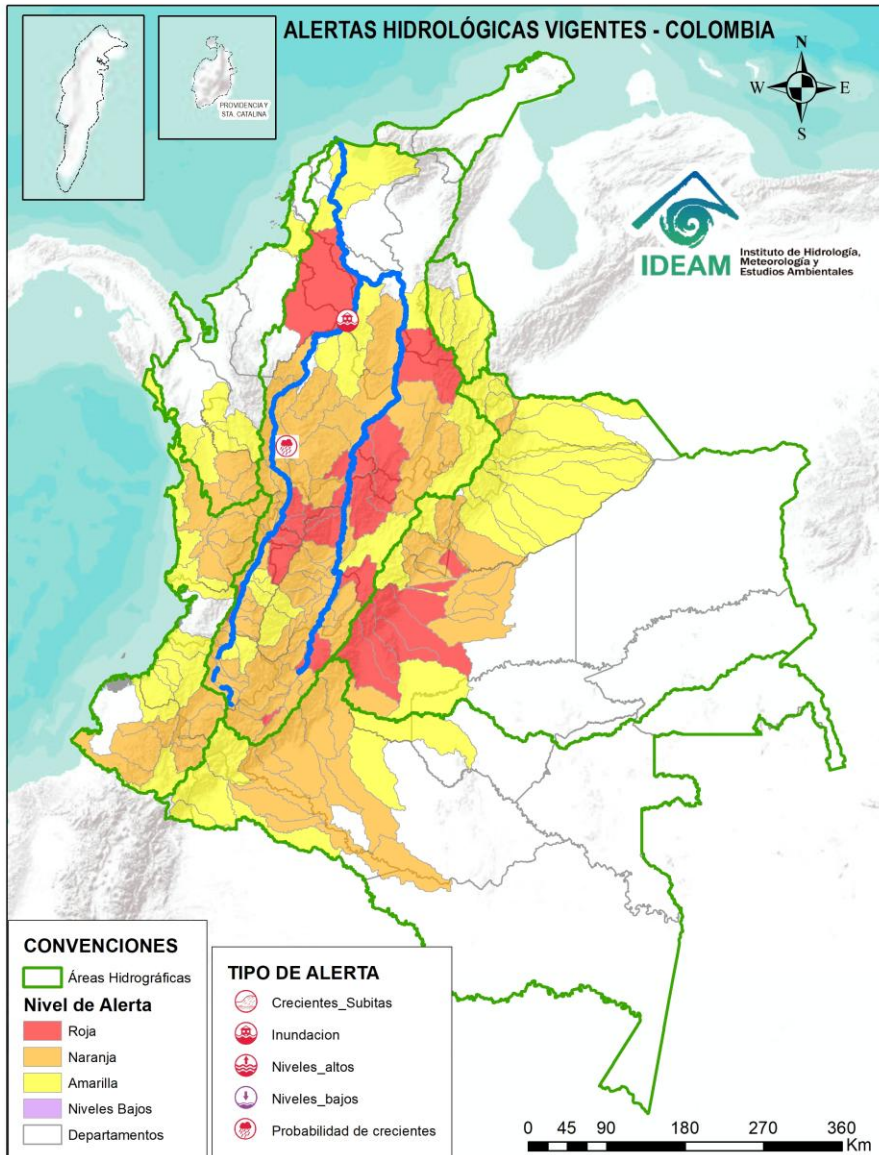 ALERTAS HIDROLÓGICAS VIGENTES - COLOMBIA
PROVIDENCIA Y
STA. CATALINA
N
W
E
S
IDEAM
Instituto de Hidrología,
Meteorología y
Estudios Ambientales
CONVENCIONES
Áreas Hidrográficas
Nivel de Alerta
Roja
Naranja
Amarilla
Niveles Bajos
Departamentos
TIPO DE ALERTA
Crecientes_Subitas
Inundacion
Niveles_altos
Niveles_bajos
Probabilidad de crecientes
0 45 90 180 270 360
Km